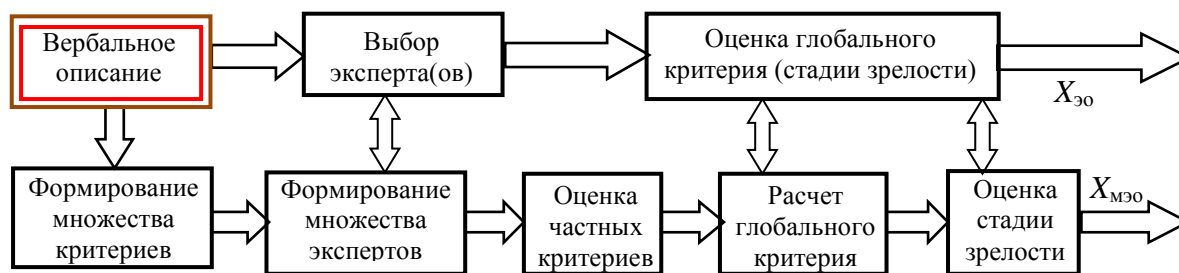 Вербальное
описание
Выбор
эксперта(ов)
Оценка глобального
критерия (стадии зрелости)
Xэо
Формирование
множества
критериев
Формирование
множества
экспертов
Оценка
частных
критериев
Расчет
глобального
критерия
Оценка
стадии
зрелости
Xмэо